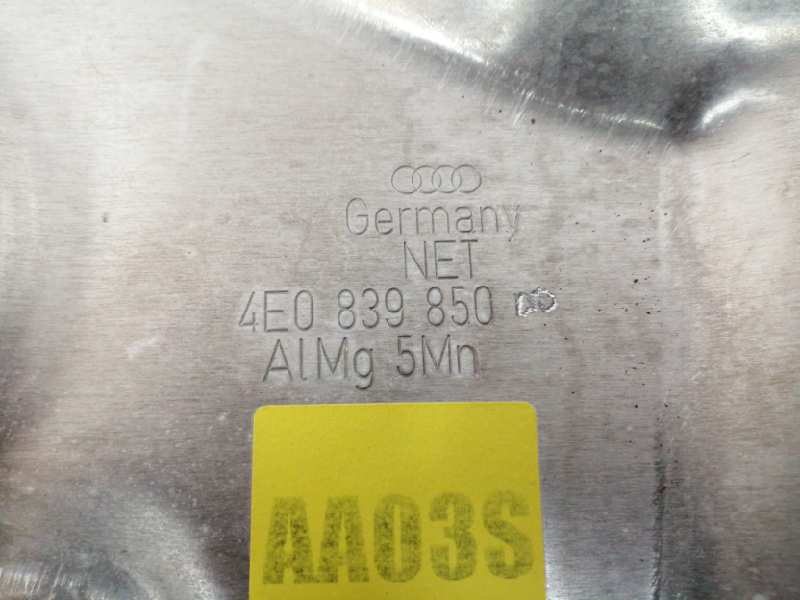 Germany
NET
4E0 839 850
AlMg 5Mn
AA03S